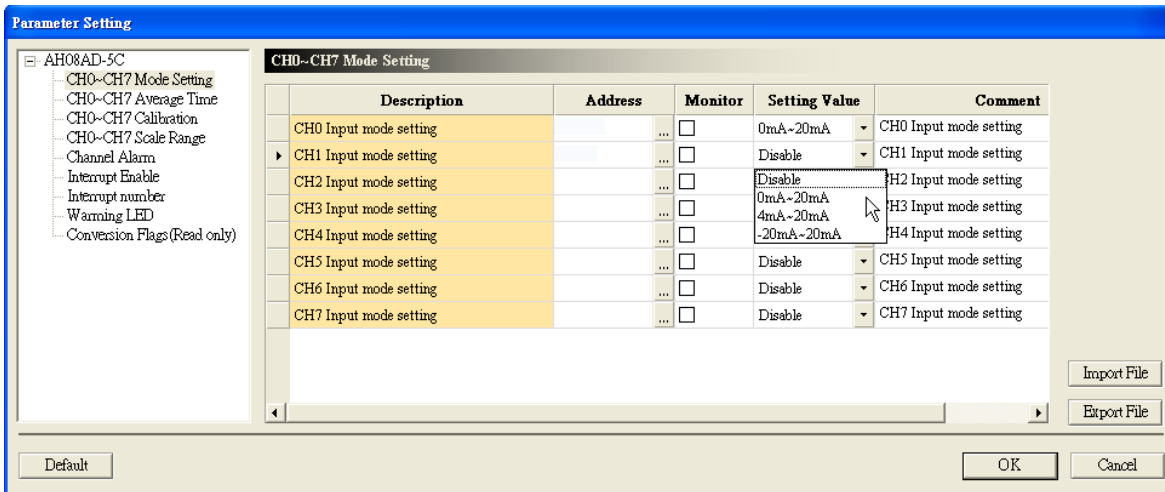 Parameter Setting
AH08AD-5C
CH0~CH7 Mode Setting
CH0~CH7 Average Time
CH0~CH7 Calibration
CH0~CH7 Scale Range
Channel Alarm
Interrupt Enable
Interrupt number
Warning LED
Conversion Flags(Read only)
CH0~CH7 Mode Setting
Description Address Monitor Setting Value Comment
CH0 Input mode setting ... 0mA~20mA CH0 Input mode setting
CH1 Input mode setting ... Disable CH1 Input mode setting
CH2 Input mode setting ... CH2 Input mode setting
CH3 Input mode setting ... CH3 Input mode setting
CH4 Input mode setting ... CH4 Input mode setting
Disable
0mA~20mA
4mA~20mA
-20mA~20mA
CH5 Input mode setting ... Disable CH5 Input mode setting
CH6 Input mode setting ... Disable CH6 Input mode setting
CH7 Input mode setting ... Disable CH7 Input mode setting
Import File
Export File
Default OK Cancel